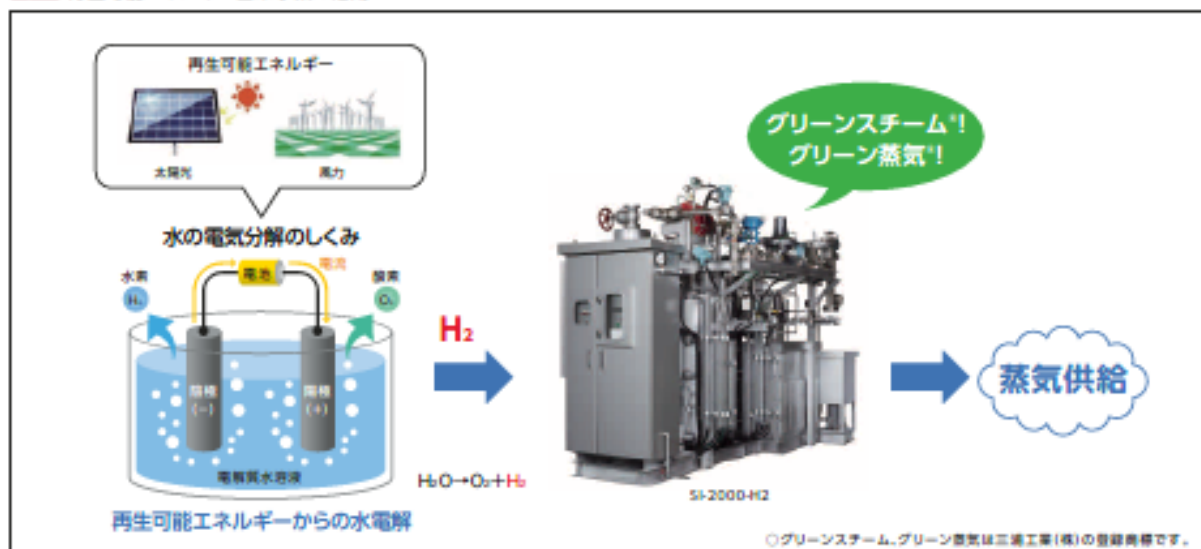 再生可能エネルギー
太陽光
風力
グリーンスチーム*!
グリーン蒸気*!
水の電気分解のしくみ
水素
H₂
電池
電流
酸素
O₂
(−)
(+)
電解質水溶液
H₂
H₂O→O₂+H₂
再生可能エネルギーからの水電解
SI-2000-H2
蒸気供給
○グリーンスチーム、グリーン蒸気は三浦工業(株)の登録商標です。